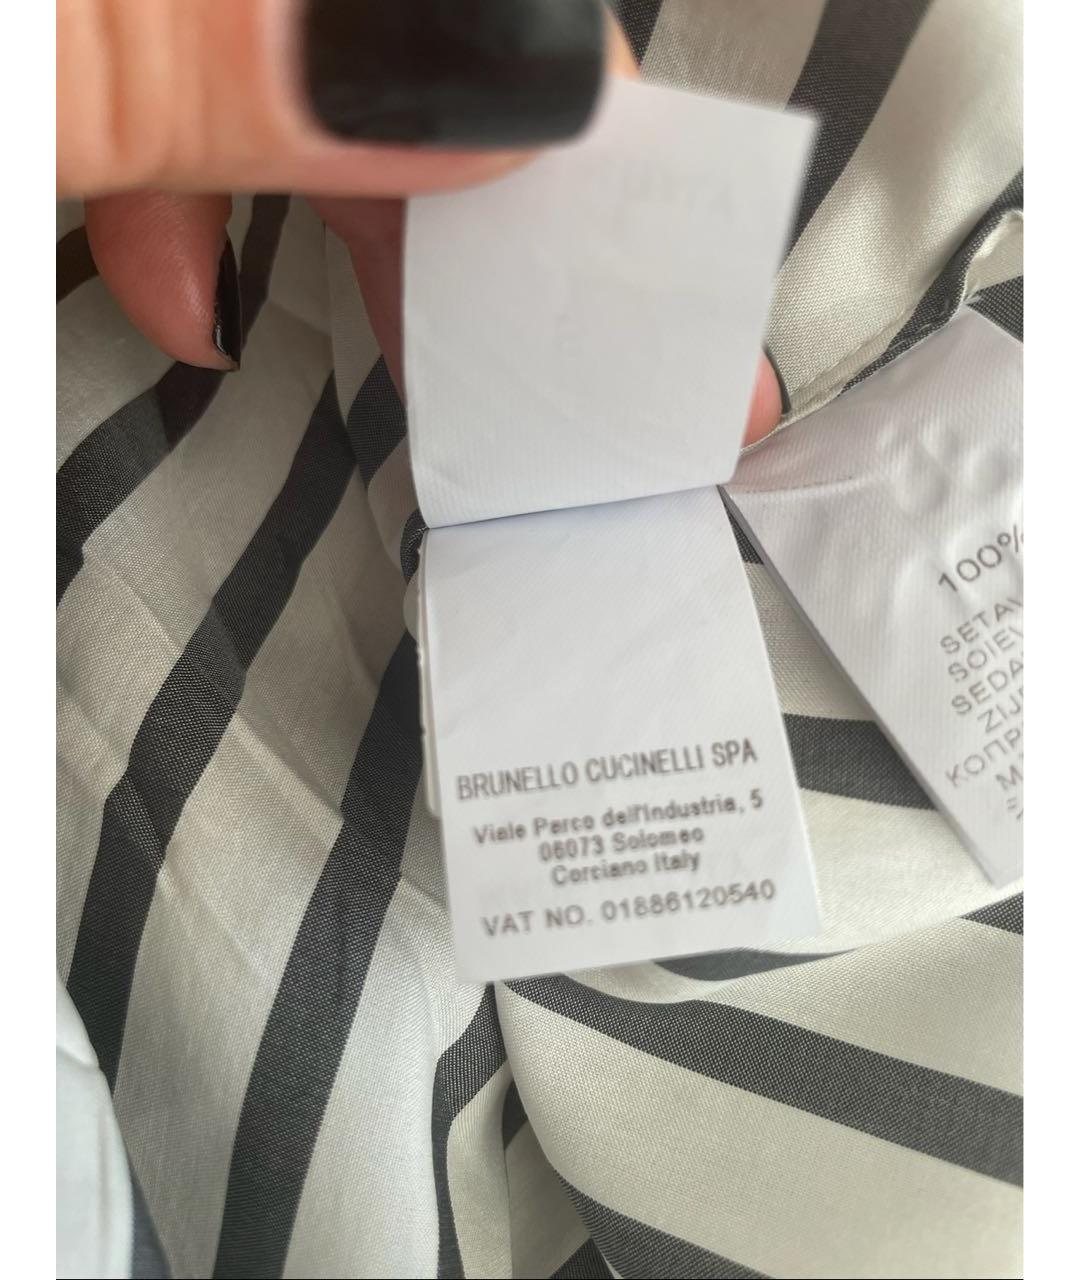 BRUNELLO CUCINELLI SPA
Viale Parco dell'Industria, 5
06073 Solomeo
Corciano Italy
VAT NO. 01886120540
100%
SETA
SOIE
SEDA